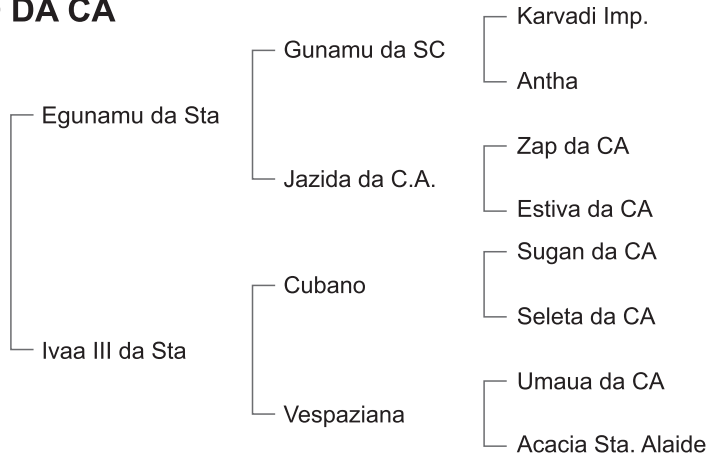 DA CA
Karvadi Imp.
Gunamu da SC
Antha
Egunamu da Sta
Zap da CA
Jazida da C.A.
Estiva da CA
Sugan da CA
Cubano
Seleta da CA
Ivaa III da Sta
Umaua da CA
Vespaziana
Acacia Sta. Alaide